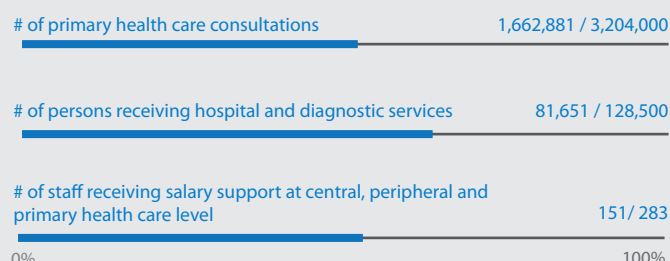 # of primary health care consultations 1,662,881 / 3,204,000
# of persons receiving hospital and diagnostic services 81,651 / 128,500
# of staff receiving salary support at central, peripheral and
primary health care level 151/ 283
0% 100%